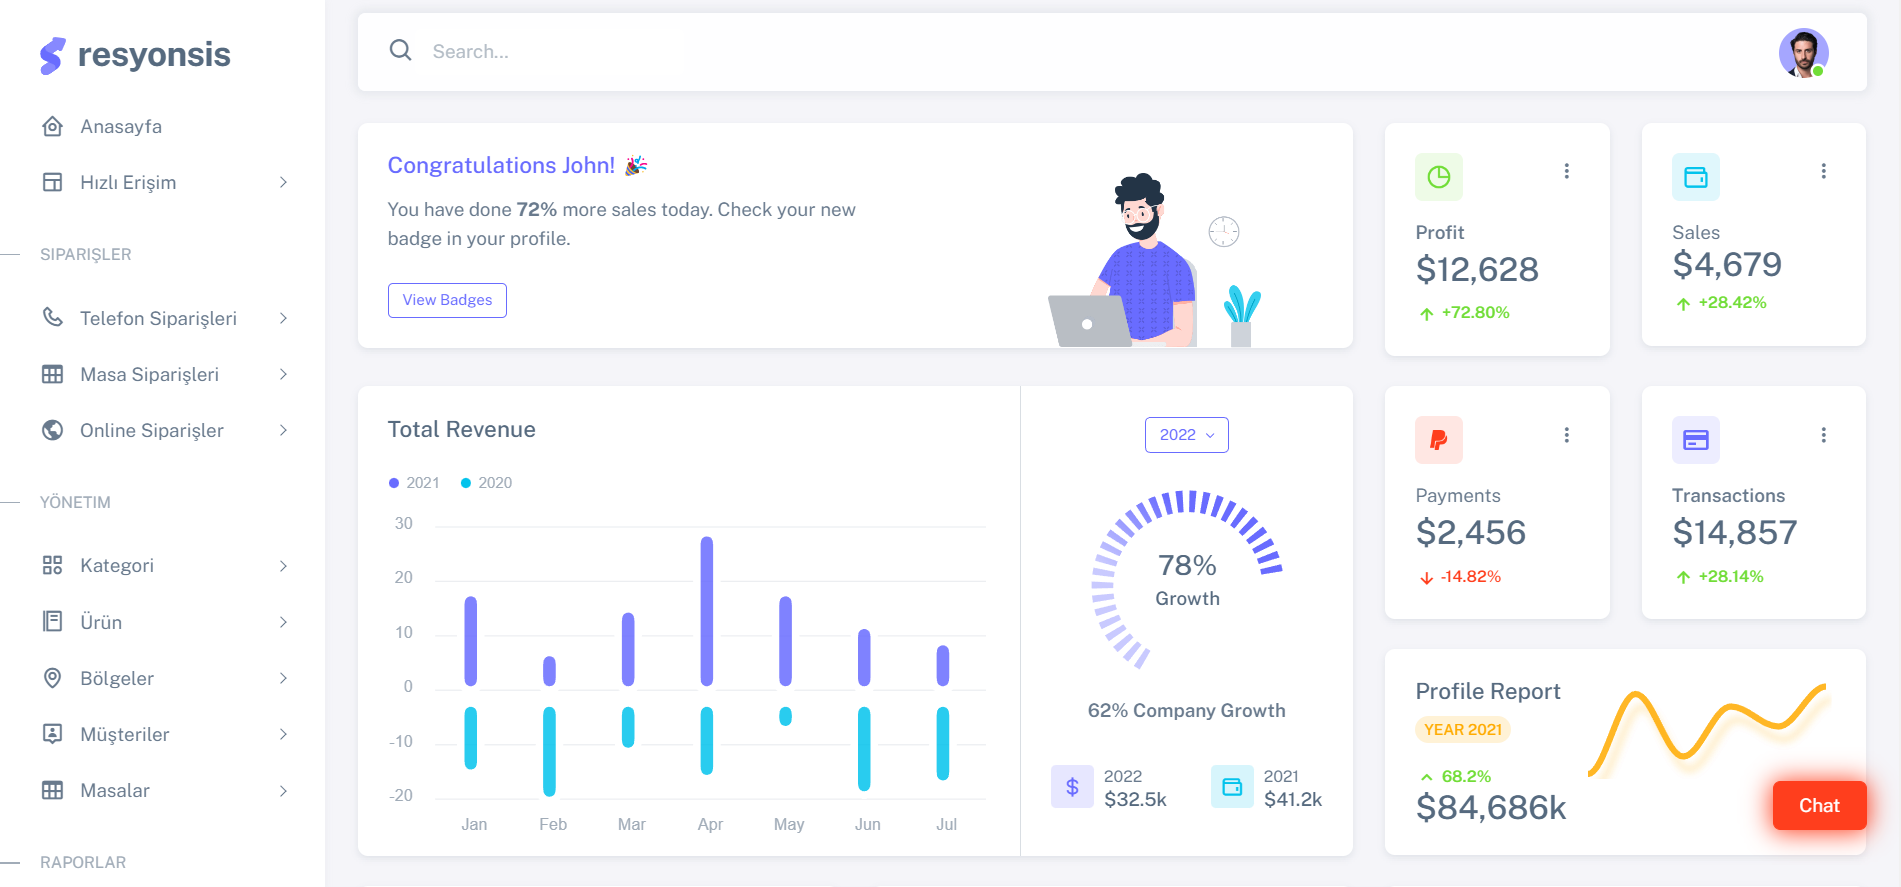 resyonsis
Anasayfa
Hızlı Erişim
SIPARIŞLER
Telefon Siparişleri
Masa Siparişleri
Online Siparişler
YÖNETIM
Kategori
Ürün
Bölgeler
Müşteriler
Masalar
RAPORLAR
Search...
Congratulations John! 🎉
You have done 72% more sales today. Check your new
badge in your profile.
View Badges
Profit
$12,628
+72.80%
Sales
$4,679
+28.42%
Total Revenue
2021 2020
30
20
10
0
-10
-20
Jan Feb Mar Apr May Jun Jul
2022
78%
Growth
62% Company Growth
2022
$32.5k
2021
$41.2k
Payments
$2,456
-14.82%
Transactions
$14,857
+28.14%
Profile Report
YEAR 2021
68.2%
$84,686k
Chat